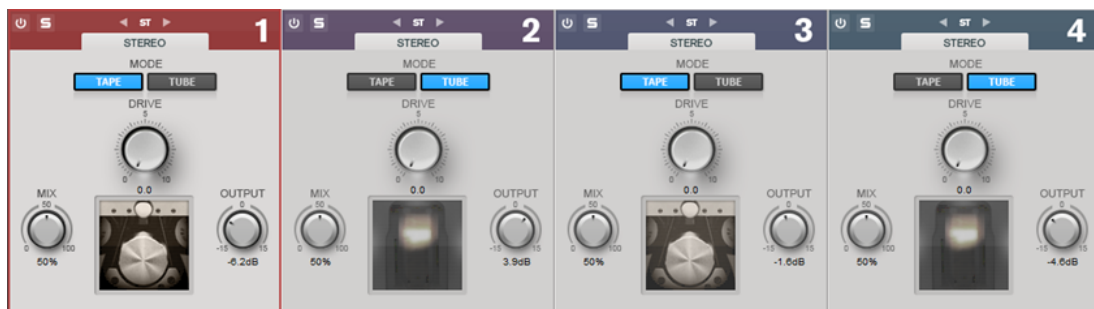 S ST 1 S ST 2 S ST 3 S ST 4
STEREO STEREO STEREO STEREO
MODE MODE MODE MODE
TAPE TUBE TAPE TUBE TAPE TUBE TAPE TUBE
DRIVE DRIVE DRIVE DRIVE
5 5 5 5
0 10 0 10 0 10 0 10
0.0 0.0 0.0 0.0
MIX OUTPUT MIX OUTPUT MIX OUTPUT MIX OUTPUT
50 0 50 0 50 0 50 0
0 100 -15 15 0 100 -15 15 0 100 -15 15 0 100 -15 15
50% -6.2dB 50% 3.9dB 50% -1.6dB 50% -4.6dB